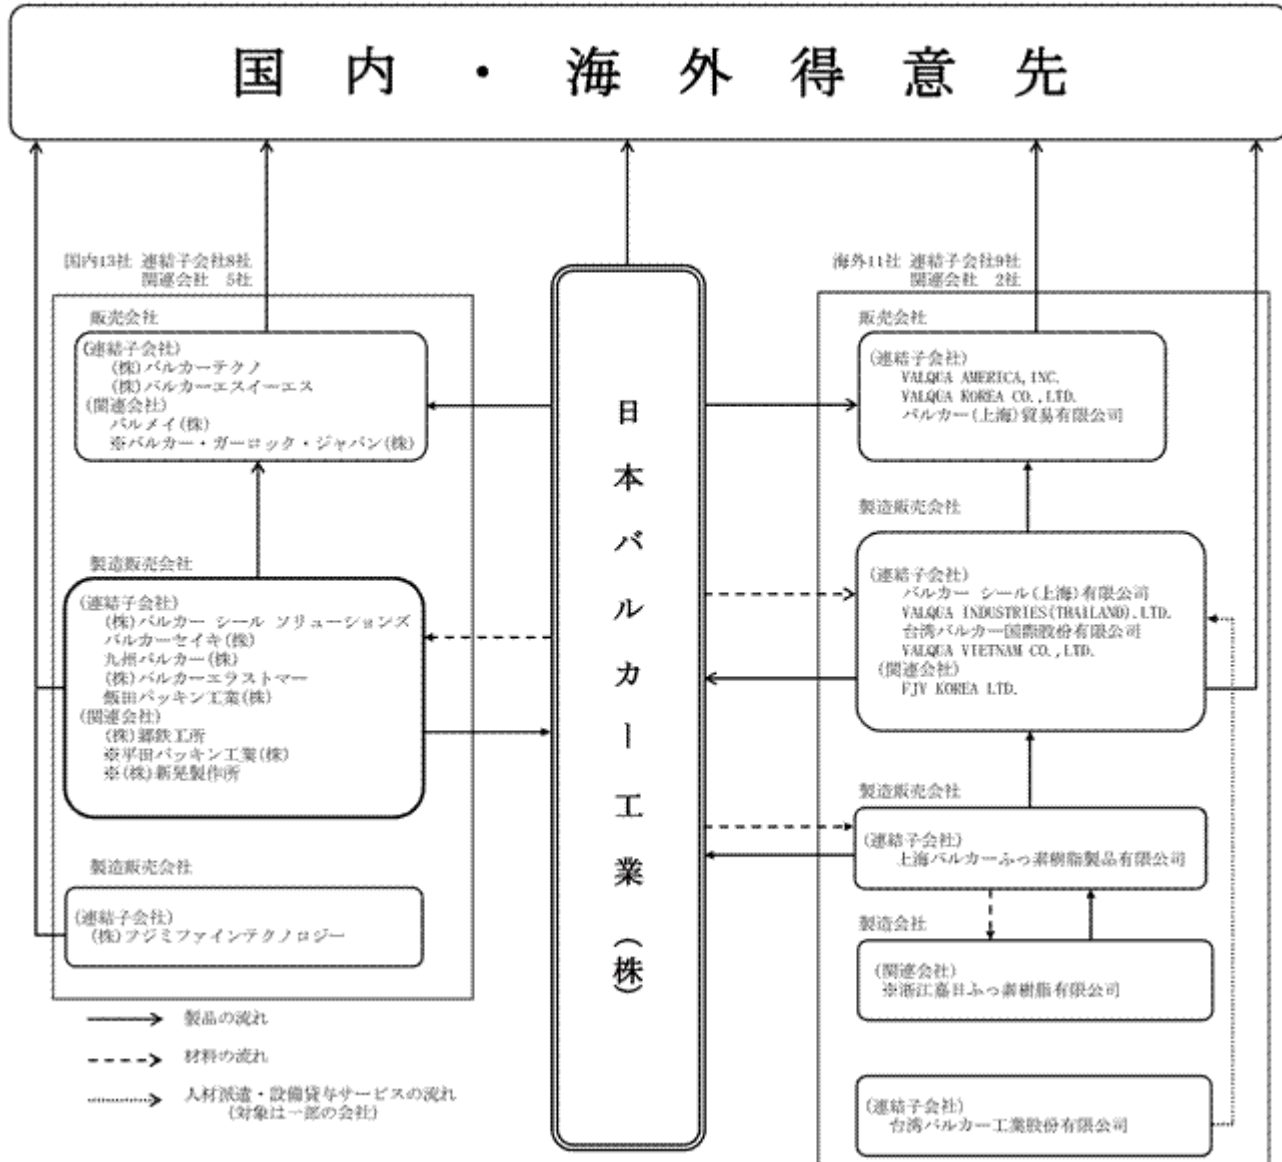 国内・海外得意先
国内13社 連結子会社8社
関連会社 5社
販売会社
(連結子会社)
(株)バルカーテクノ
(株)バルカーエスイーエス
(関連会社)
バルメイ(株)
※バルカー・ガーロック・ジャパン(株)
製造販売会社
(連結子会社)
(株)バルカー シール ソリューションズ
バルカーセイキ(株)
九州バルカー(株)
(株)バルカーエラストマー
飯田パッキン工業(株)
(関連会社)
(株)郷鉄工所
※平田パッキン工業(株)
※(株)新晃製作所
製造販売会社
(連結子会社)
(株)フジミファインテクノロジー
製品の流れ
材料の流れ
人材派遣・設備貸与サービスの流れ
(対象は一部の会社)
日本バルカー工業(株)
海外11社 連結子会社9社
関連会社 2社
販売会社
(連結子会社)
VALQUA AMERICA,INC.
VALQUA KOREA CO.,LTD.
バルカー(上海)貿易有限公司
製造販売会社
(連結子会社)
バルカー シール(上海)有限公司
VALQUA INDUSTRIES(THAILAND),LTD.
台湾バルカー国際股份有限公司
VALQUA VIETNAM CO.,LTD.
(関連会社)
FJV KOREA LTD.
製造販売会社
(連結子会社)
上海バルカーふっ素樹脂製品有限公司
製造会社
(関連会社)
※浙江嘉日ふっ素樹脂有限公司
(連結子会社)
台湾バルカー工業股份有限公司